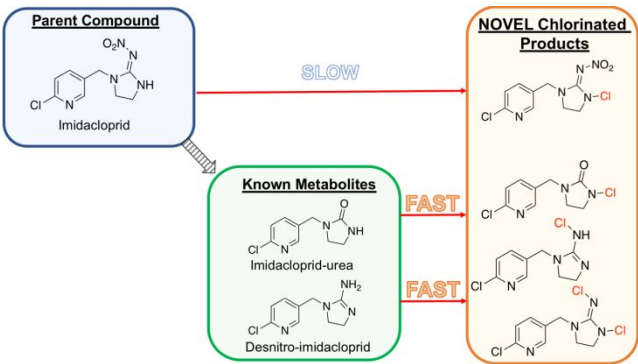 Parent Compound
O₂N
N
N
NH
Cl
N
Imidacloprid
SLOW
NOVEL Chlorinated
Products
N
NO₂
N
N
Cl
Cl
N
Known Metabolites
O
N
NH
Cl
N
Imidacloprid-urea
NH₂
N
N
Cl
N
Desnitro-imidacloprid
FAST
FAST
O
N
N
Cl
Cl
N
Cl
NH
N
N
Cl
N
Cl
N
N
N
Cl
Cl
N